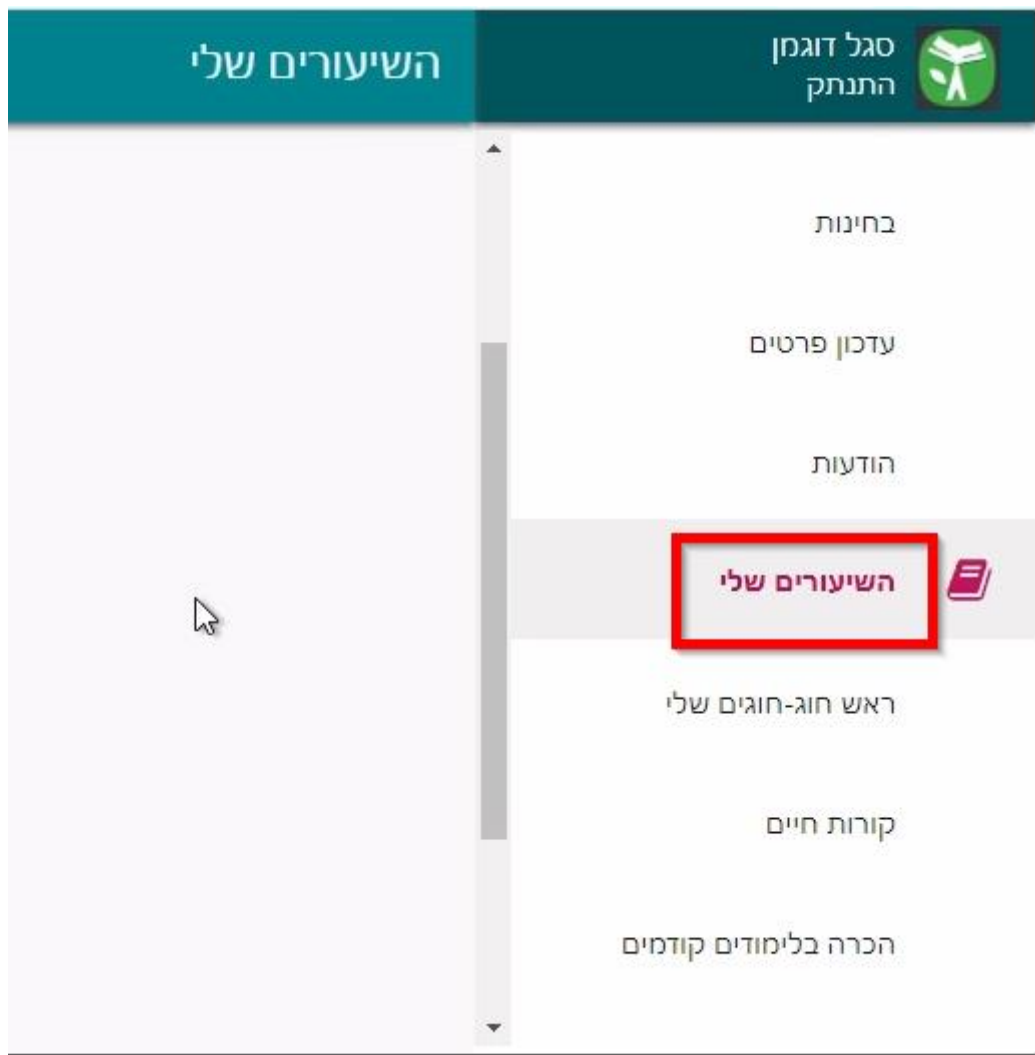 סגל דוגמן
התנתק
השיעורים שלי
בחינות
עדכון פרטים
הודעות
השיעורים שלי
ראש חוג-חוגים שלי
קורות חיים
הכרה בלימודים קודמים